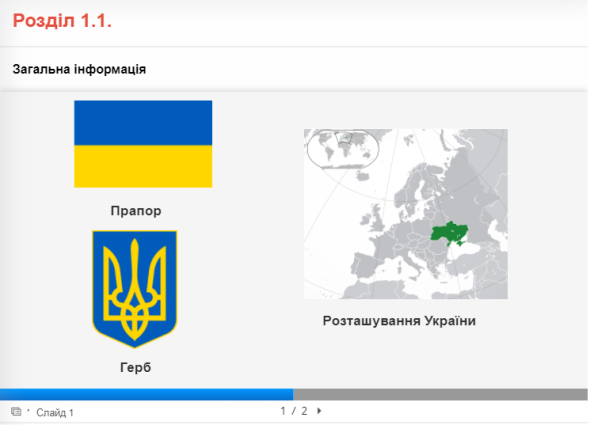 Розділ 1.1.
Загальна інформація
Прапор
Герб
Розташування України
Слайд 1
1 / 2